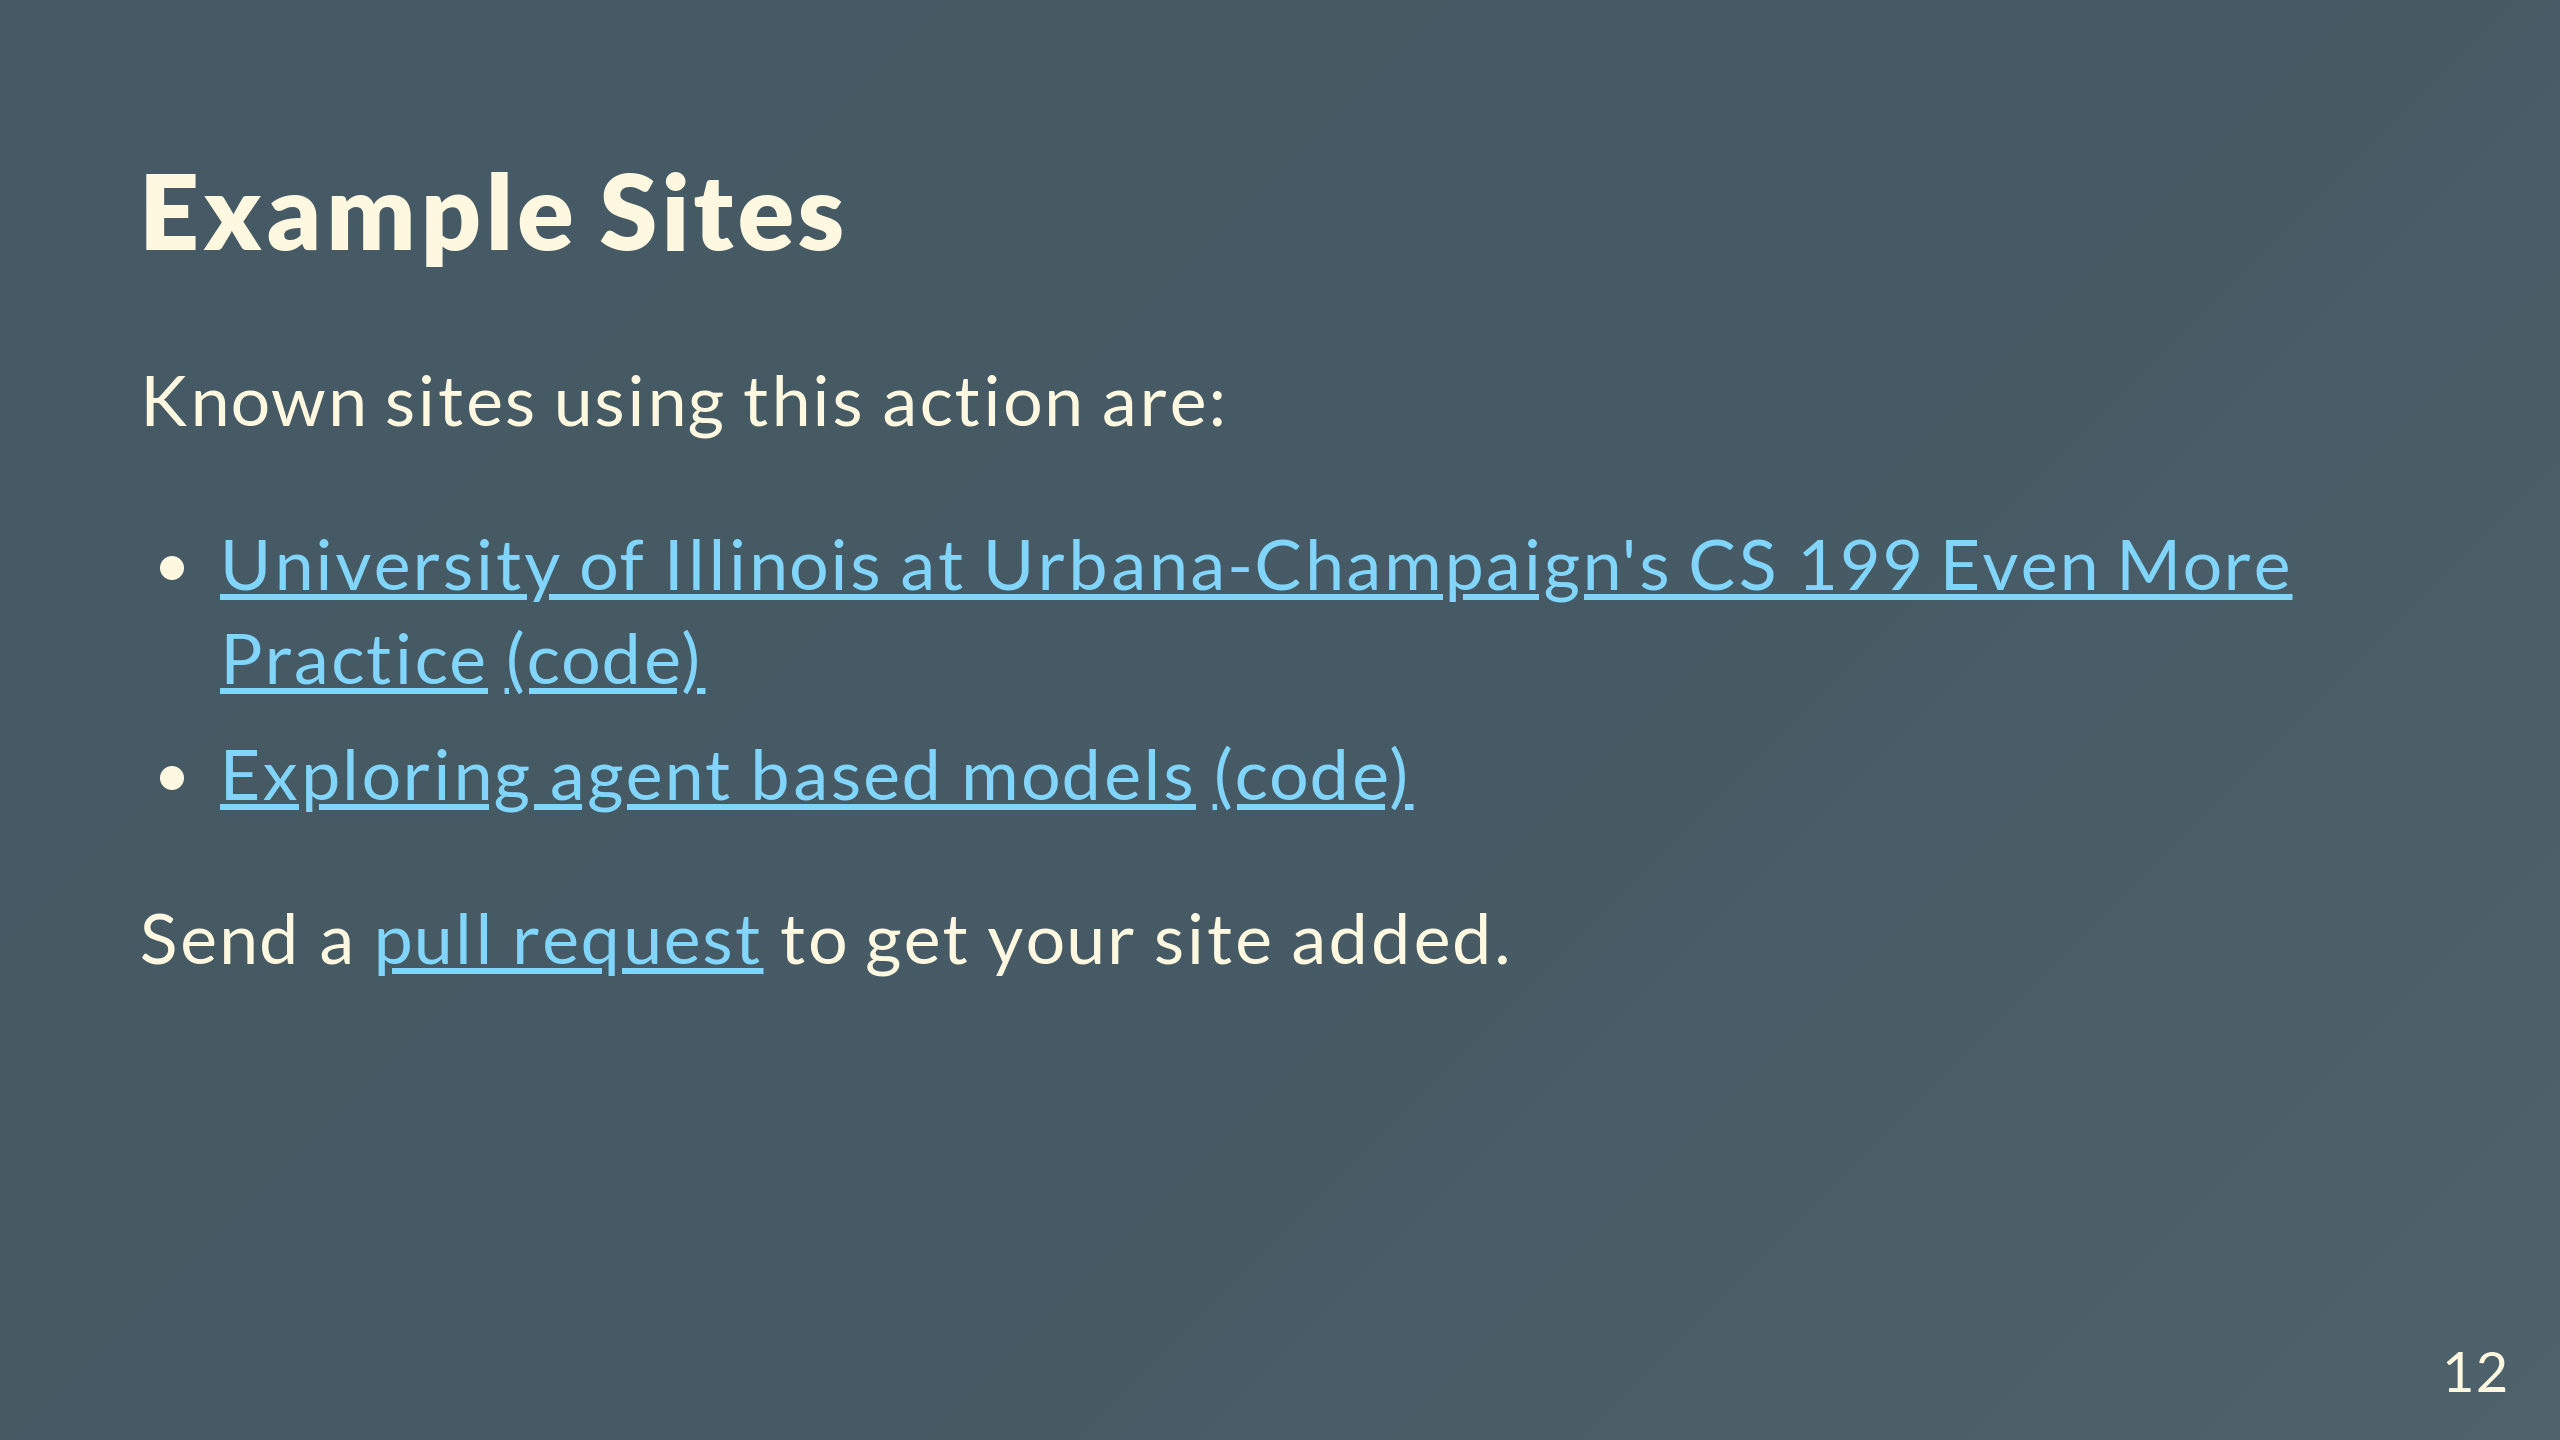 Example Sites
Known sites using this action are:
University of Illinois at Urbana-Champaign's CS 199 Even More
Practice (code)
Exploring agent based models (code)
Send a pull request to get your site added.
12